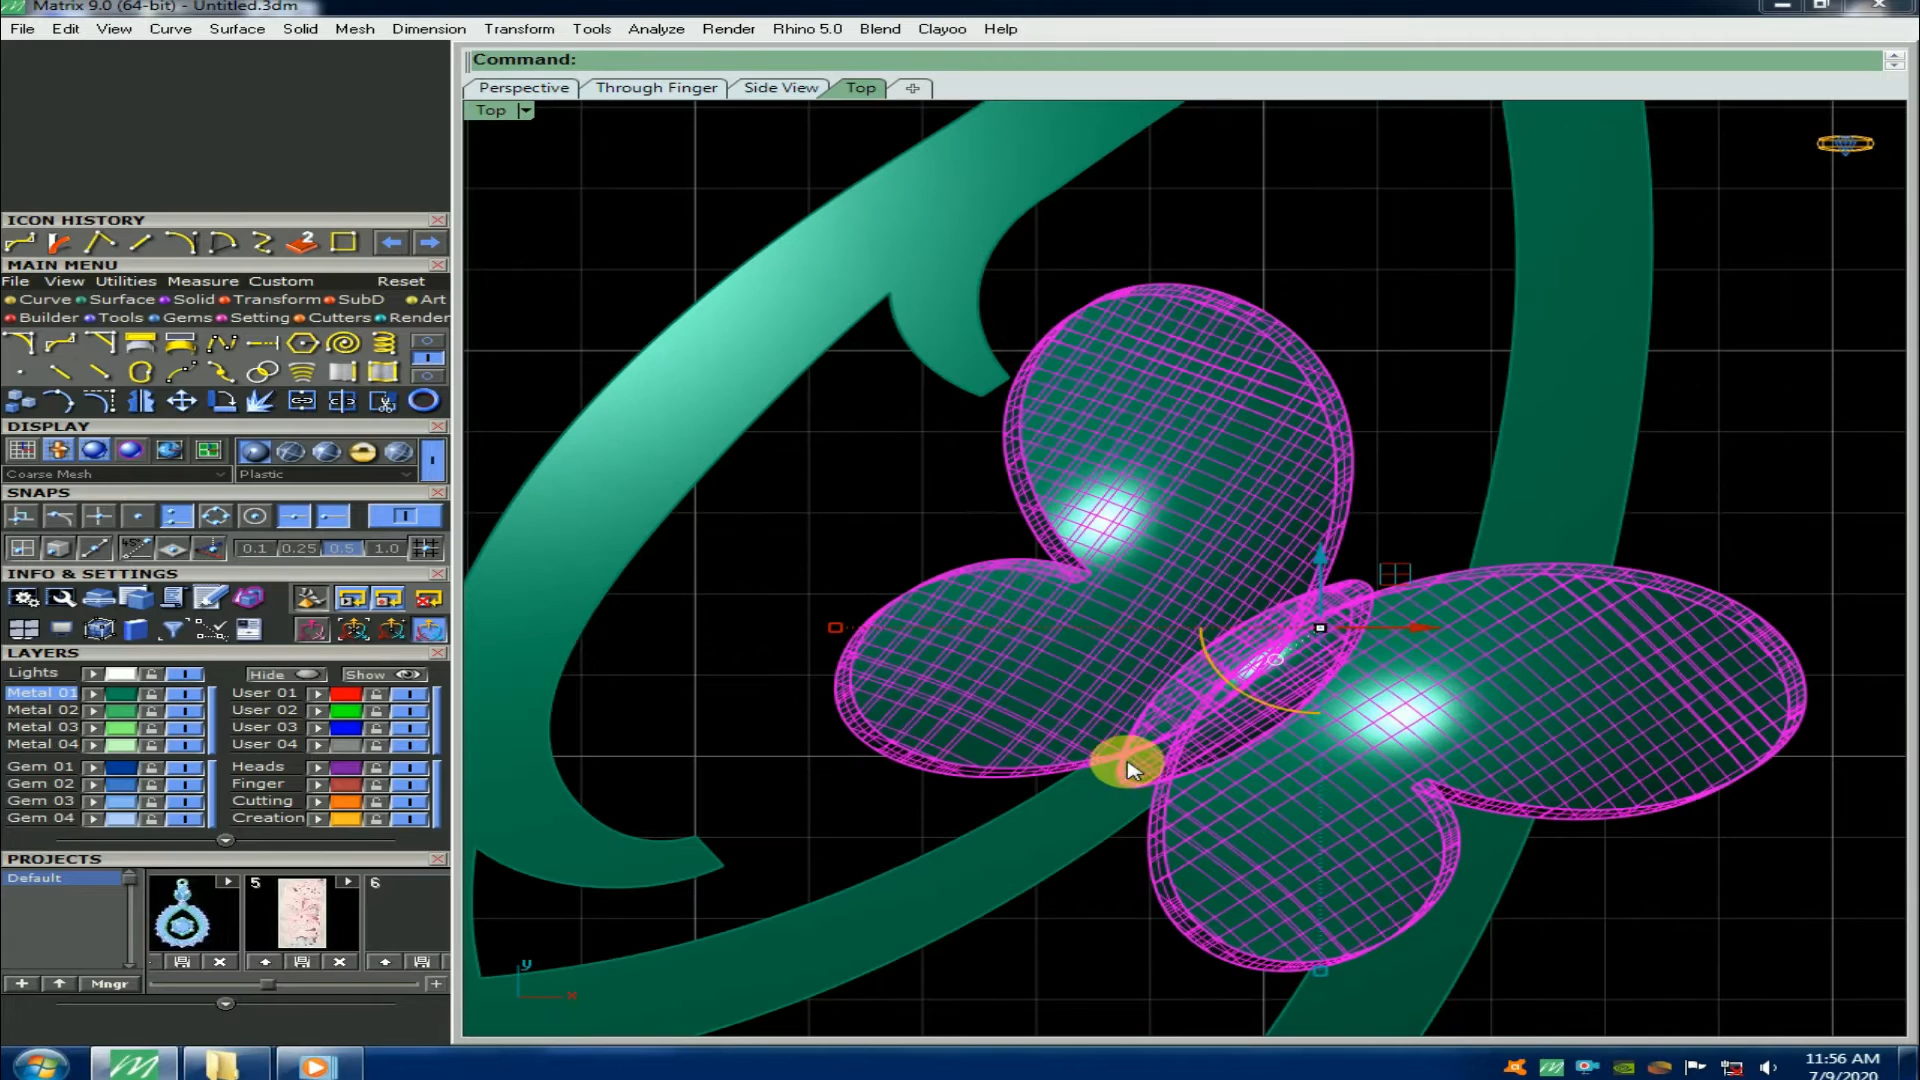 Matrix 9.0 (64-bit) - Untitled.3dm
File Edit View Curve Surface Solid Mesh Dimension Transform Tools Analyze Render Rhino 5.0 Blend Clayoo Help
Command:
Perspective Through Finger Side View Top
Top
ICON HISTORY
2
MAIN MENU
File View Utilities Measure Custom Reset
Curve Surface Solid Transform SubD Art
Builder Tools Gems Setting Cutters Render
DISPLAY
Coarse Mesh Plastic
SNAPS
45°
0.1 0.25 0.5 1.0
INFO & SETTINGS
LAYERS
Lights Hide Show
Metal 01 User 01
Metal 02 User 02
Metal 03 User 03
Metal 04 User 04
Gem 01 Heads
Gem 02 Finger
Gem 03 Cutting
Gem 04 Creation
PROJECTS
Default 5 6
Mngr
y
x
11:56 AM
7/9/2020